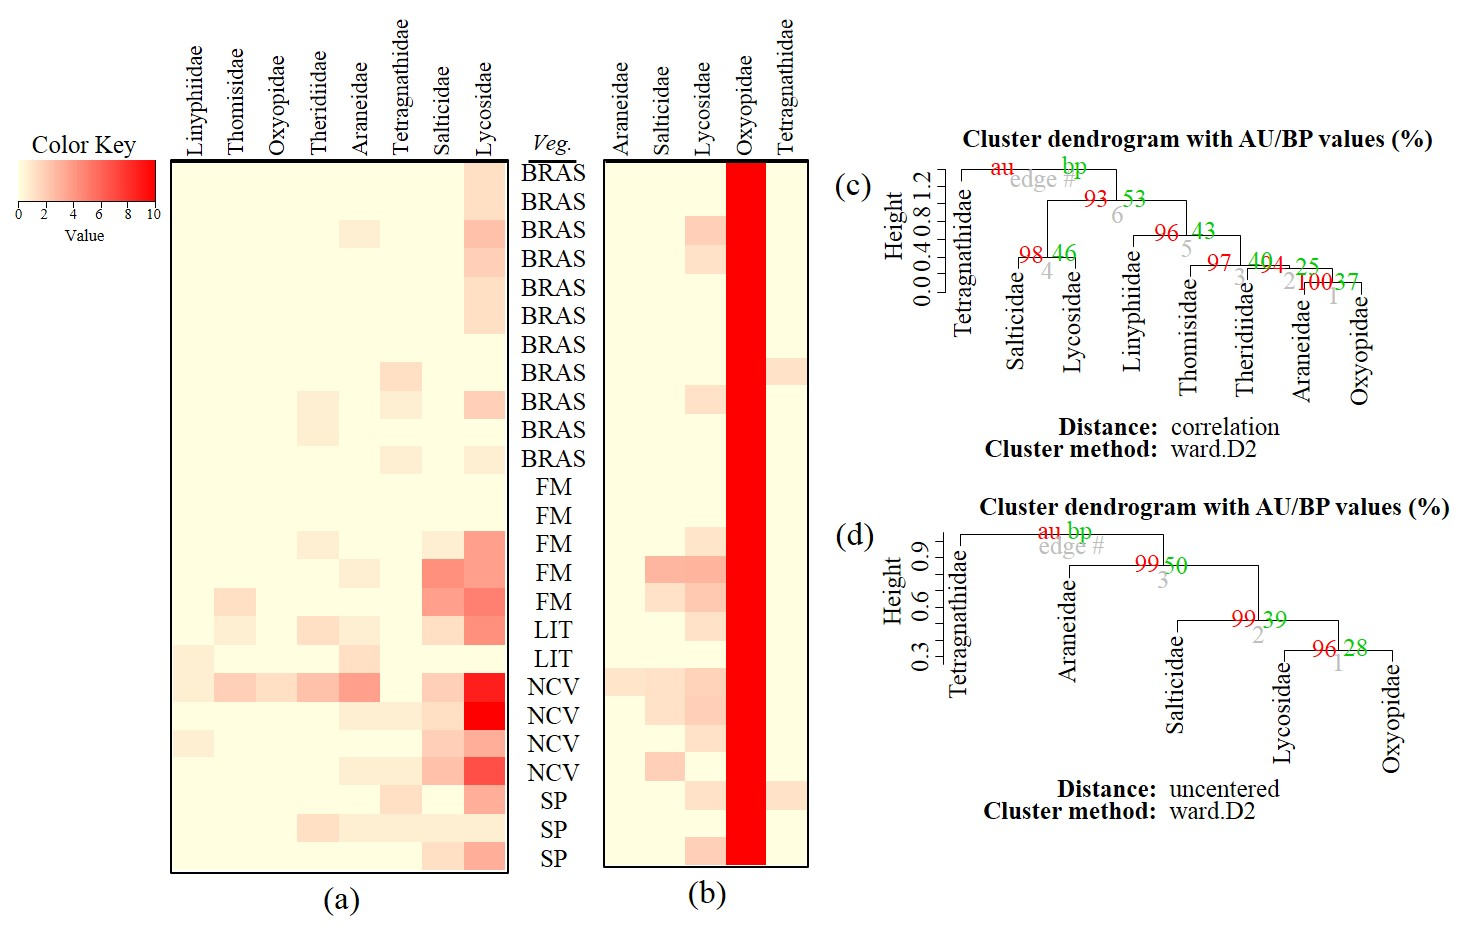 Color Key
0 2 4 6 8 10
Value
Linyphiidae
Thomisidae
Oxyopidae
Theridiidae
Araneidae
Tetragnathidae
Salticidae
Lycosidae
Veg.
Araneidae
Salticidae
Lycosidae
Oxyopidae
Tetragnathidae
BRAS
BRAS
BRAS
BRAS
BRAS
BRAS
BRAS
BRAS
BRAS
BRAS
BRAS
FM
FM
FM
FM
FM
LIT
LIT
NCV
NCV
NCV
NCV
SP
SP
SP
(a)
(b)
(c)
Cluster dendrogram with AU/BP values (%)
Height
0.0 0.4 0.8 1.2
au bp
edge #
93 53
6
96 43
5
98 46
4
97 40
3
94 25
2
100 37
1
Tetragnathidae
Salticidae
Lycosidae
Linyphiidae
Thomisidae
Theridiidae
Araneidae
Oxyopidae
Distance: correlation
Cluster method: ward.D2
(d)
Cluster dendrogram with AU/BP values (%)
Height
0.3 0.6 0.9
au bp
edge #
99 50
3
99 39
2
96 28
1
Tetragnathidae
Araneidae
Salticidae
Lycosidae
Oxyopidae
Distance: uncentered
Cluster method: ward.D2